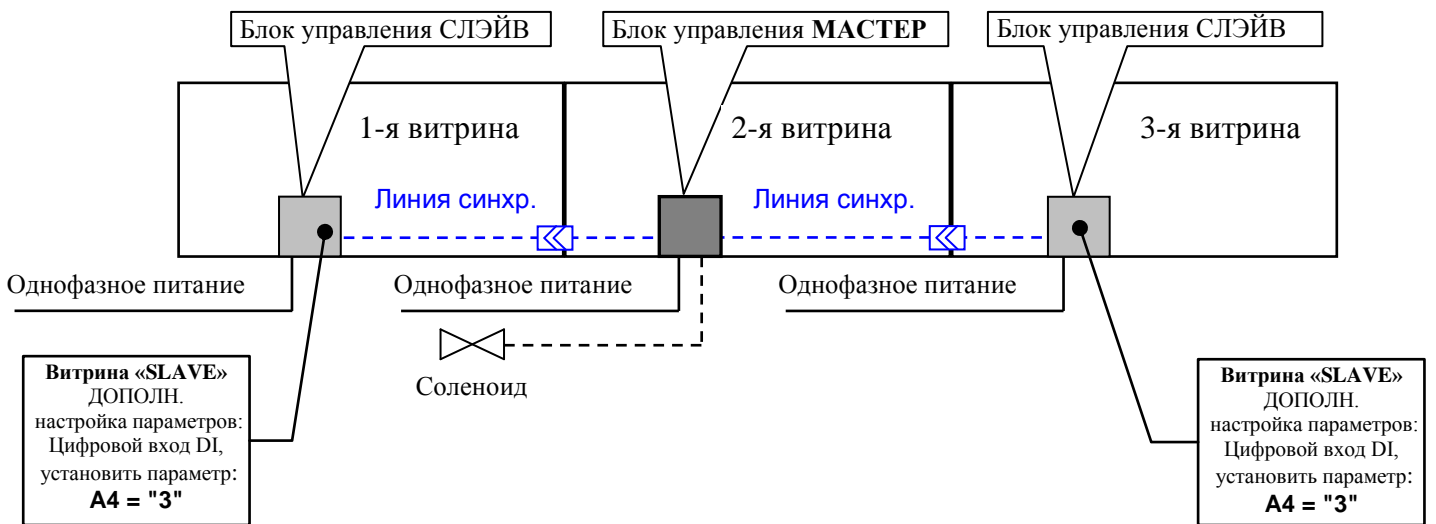 Блок управления СЛЭЙВ
Блок управления МАСТЕР
Блок управления СЛЭЙВ
1-я витрина
2-я витрина
3-я витрина
Линия синхр.
Линия синхр.
Однофазное питание
Однофазное питание
Однофазное питание
Соленоид
Витрина «SLAVE»
ДОПОЛН.
настройка параметров:
Цифровой вход DI,
установить параметр:
A4 = "3"
Витрина «SLAVE»
ДОПОЛН.
настройка параметров:
Цифровой вход DI,
установить параметр:
A4 = "3"